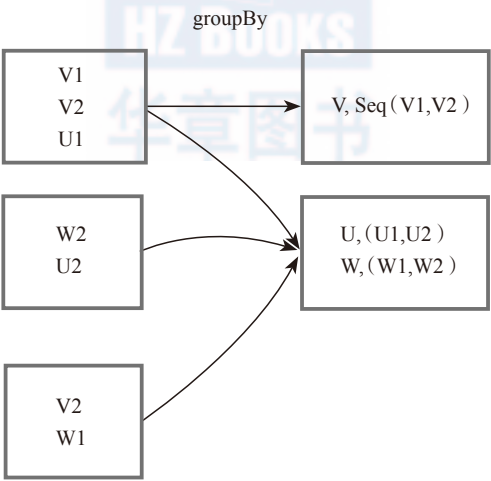 groupBy
HZ BOOKS
华章图书
V1
V2
U1
V, Seq（V1,V2 ）
W2
U2
U,（U1,U2 ）
W,（W1,W2 ）
V2
W1